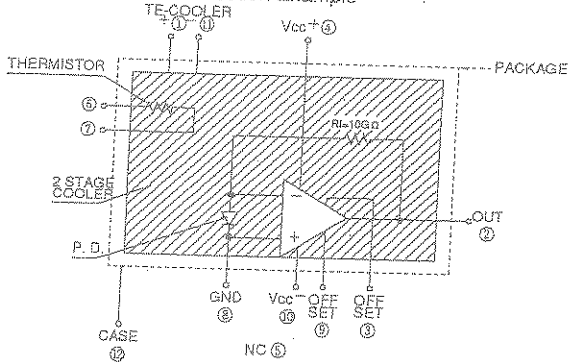 TE-COOLER
+ ① - ⑪
Vcc+ ④
THERMISTOR
PACKAGE
⑥
⑦
Rf=10GΩ
2 STAGE
COOLER
−
+
OUT
②
P. D.
GND
⑧
Vcc−
⑩
OFF
SET
⑨
OFF
SET
③
CASE
⑫
NC ⑤